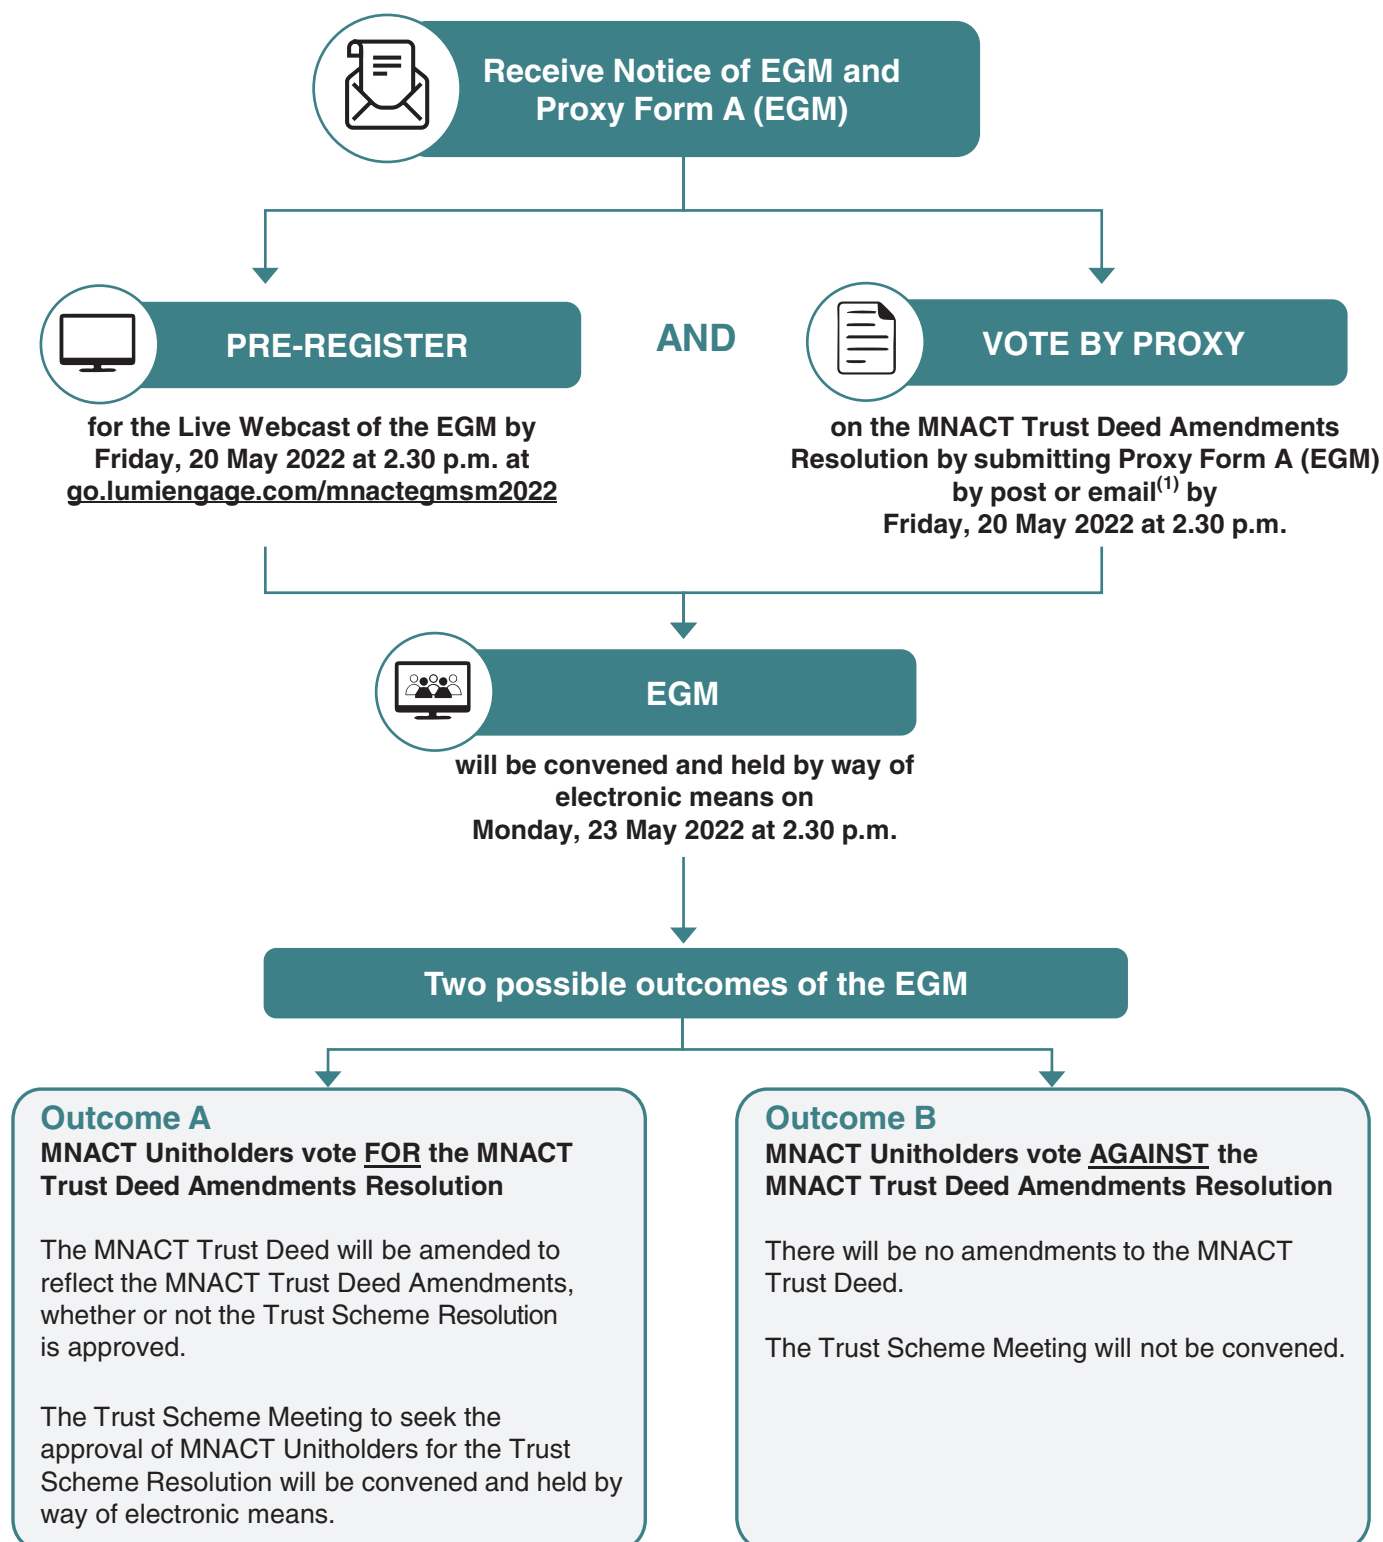 Receive Notice of EGM and
Proxy Form A (EGM)
PRE-REGISTER
for the Live Webcast of the EGM by
Friday, 20 May 2022 at 2.30 p.m. at
go.lumiengage.com/mnactegmsm2022
AND
VOTE BY PROXY
on the MNACT Trust Deed Amendments
Resolution by submitting Proxy Form A (EGM)
by post or email(1) by
Friday, 20 May 2022 at 2.30 p.m.
EGM
will be convened and held by way of
electronic means on
Monday, 23 May 2022 at 2.30 p.m.
Two possible outcomes of the EGM
Outcome A
MNACT Unitholders vote FOR the MNACT
Trust Deed Amendments Resolution
The MNACT Trust Deed will be amended to
reflect the MNACT Trust Deed Amendments,
whether or not the Trust Scheme Resolution
is approved.
The Trust Scheme Meeting to seek the
approval of MNACT Unitholders for the Trust
Scheme Resolution will be convened and held by
way of electronic means.
Outcome B
MNACT Unitholders vote AGAINST the
MNACT Trust Deed Amendments Resolution
There will be no amendments to the MNACT
Trust Deed.
The Trust Scheme Meeting will not be convened.